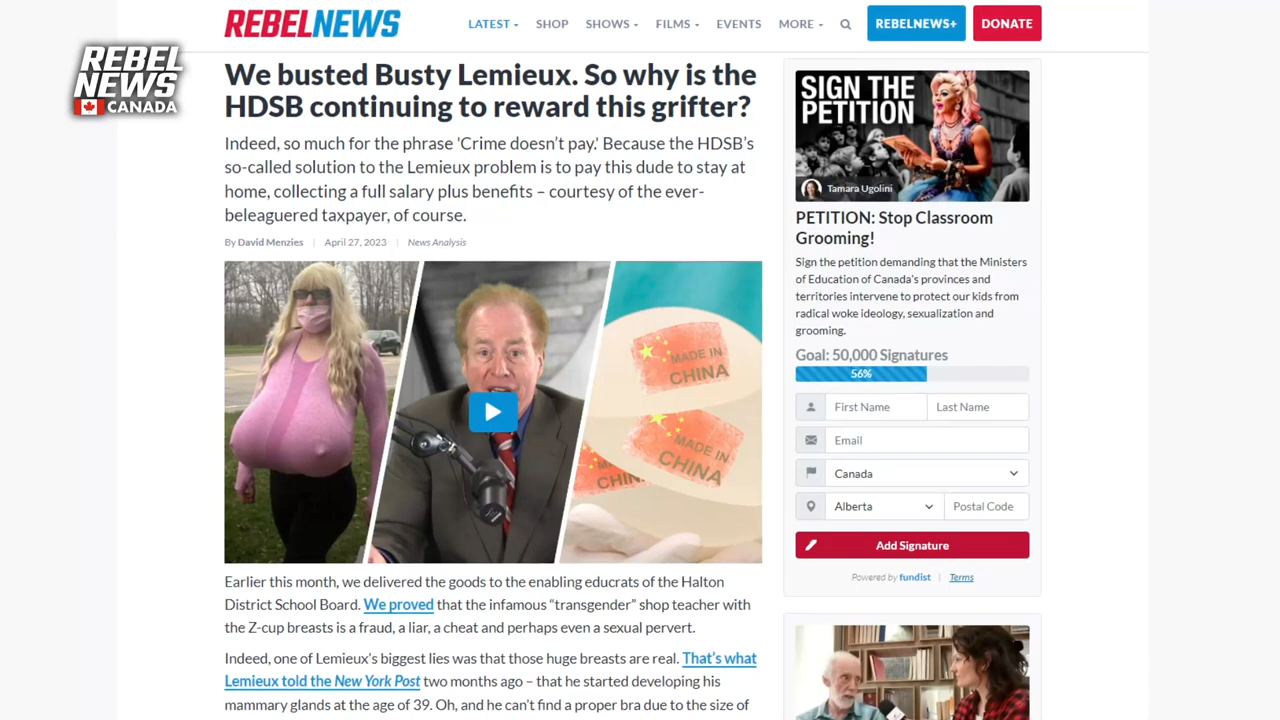 REBELNEWS
LATEST SHOP SHOWS FILMS EVENTS MORE REBELNEWS+ DONATE
REBEL
NEWS
CANADA
We busted Busty Lemieux. So why is the
HDSB continuing to reward this grifter?
Indeed, so much for the phrase 'Crime doesn't pay.' Because the HDSB's
so-called solution to the Lemieux problem is to pay this dude to stay at
home, collecting a full salary plus benefits – courtesy of the ever-
beleaguered taxpayer, of course.
By David Menzies | April 27, 2023 | News Analysis
MADE IN
CHINA
MADE IN
CHINA
Earlier this month, we delivered the goods to the enabling educrats of the Halton
District School Board. We proved that the infamous “transgender” shop teacher with
the Z-cup breasts is a fraud, a liar, a cheat and perhaps even a sexual pervert.
Indeed, one of Lemieux's biggest lies was that those huge breasts are real. That's what
Lemieux told the New York Post two months ago – that he started developing his
mammary glands at the age of 39. Oh, and he can't find a proper bra due to the size of
SIGN THE
PETITION
Tamara Ugolini
PETITION: Stop Classroom
Grooming!
Sign the petition demanding that the Ministers
of Education of Canada's provinces and
territories intervene to protect our kids from
radical woke ideology, sexualization and
grooming.
Goal: 50,000 Signatures
56%
First Name Last Name
Email
Canada
Alberta Postal Code
Add Signature
Powered by fundist | Terms